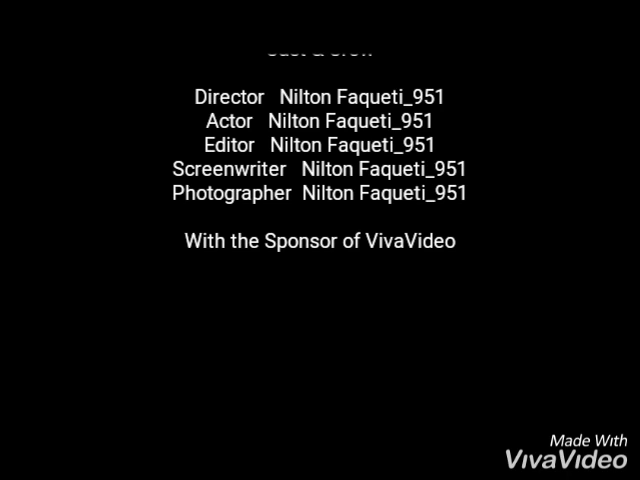 Director Nilton Faqueti_951
Actor Nilton Faqueti_951
Editor Nilton Faqueti_951
Screenwriter Nilton Faqueti_951
Photographer Nilton Faqueti_951
With the Sponsor of VivaVideo
Made With
VivaVideo